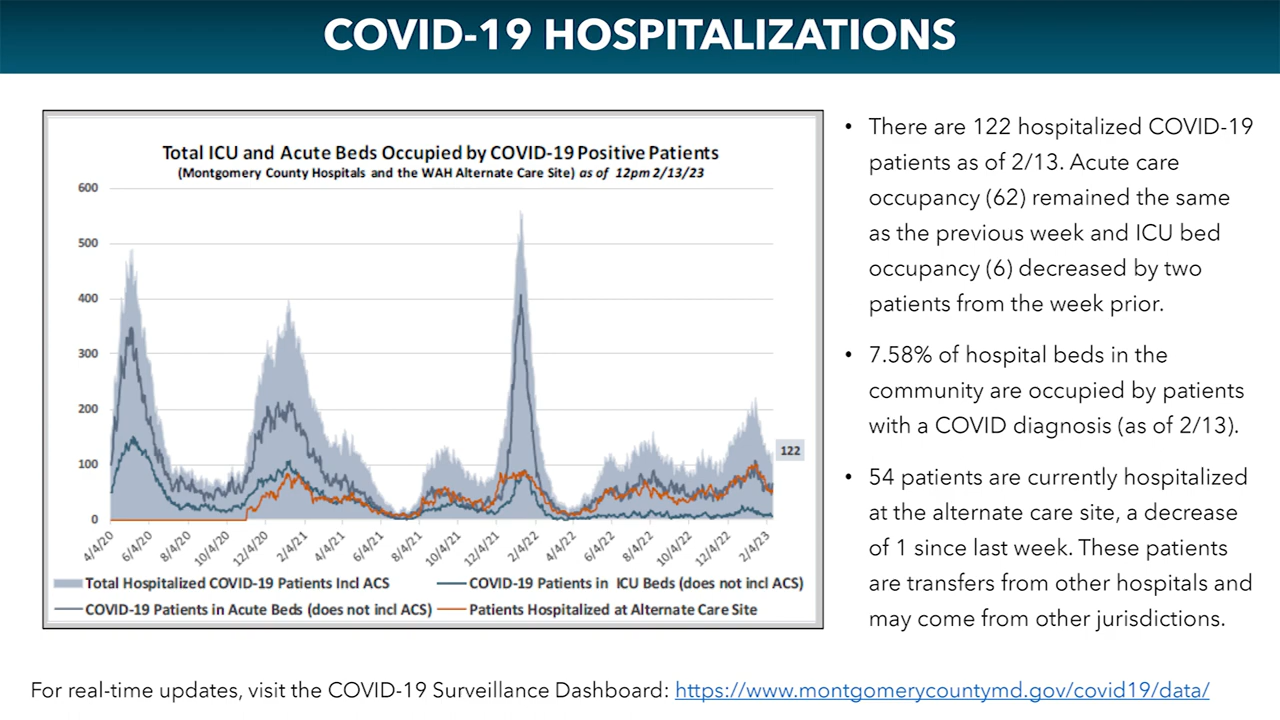 COVID-19 HOSPITALIZATIONS
Total ICU and Acute Beds Occupied by COVID-19 Positive Patients
(Montgomery County Hospitals and the WAH Alternate Care Site) as of 12pm 2/13/23
600
500
400
300
200
100
0
122
4/4/20
6/4/20
8/4/20
10/4/20
12/4/20
2/4/21
4/4/21
6/4/21
8/4/21
10/4/21
12/4/21
2/4/22
4/4/22
6/4/22
8/4/22
10/4/22
12/4/22
2/4/23
Total Hospitalized COVID-19 Patients Incl ACS
COVID-19 Patients in ICU Beds (does not incl ACS)
COVID-19 Patients in Acute Beds (does not incl ACS)
Patients Hospitalized at Alternate Care Site
• There are 122 hospitalized COVID-19
patients as of 2/13. Acute care
occupancy (62) remained the same
as the previous week and ICU bed
occupancy (6) decreased by two
patients from the week prior.
• 7.58% of hospital beds in the
community are occupied by patients
with a COVID diagnosis (as of 2/13).
• 54 patients are currently hospitalized
at the alternate care site, a decrease
of 1 since last week. These patients
are transfers from other hospitals and
may come from other jurisdictions.
For real-time updates, visit the COVID-19 Surveillance Dashboard: https://www.montgomerycountymd.gov/covid19/data/